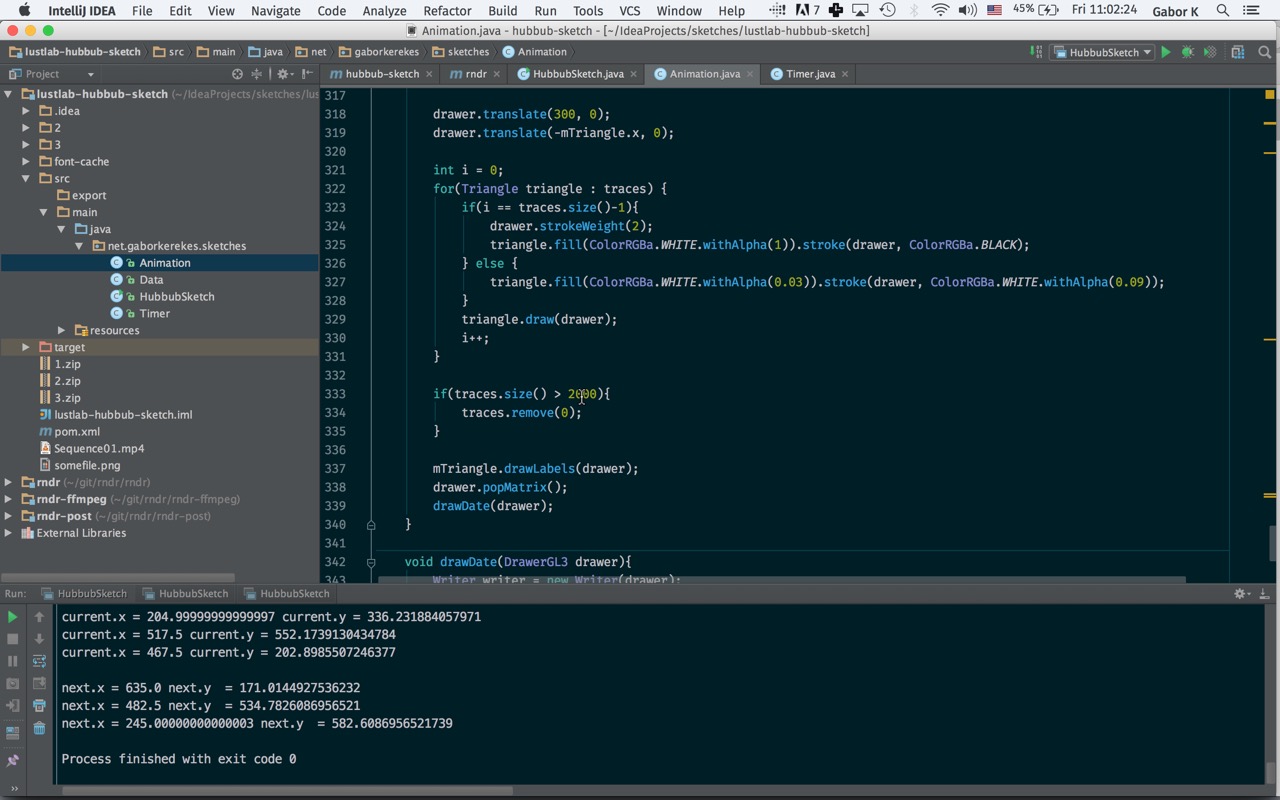 IntelliJ IDEA File Edit View Navigate Code Analyze Refactor Build Run Tools VCS Window Help 7 45% Fri 11:02:24 Gabor K
Animation.java - hubbub-sketch - [~/IdeaProjects/sketches/lustlab-hubbub-sketch]
lustlab-hubbub-sketch src main java net gaborkerekes sketches Animation HubbubSketch
Project hubbub-sketch rndr HubbubSketch.java Animation.java Timer.java
lustlab-hubbub-sketch (~/IdeaProjects/sketches/lus
.idea
2
3
font-cache
src
export
main
java
net.gaborkerekes.sketches
Animation
Data
HubbubSketch
Timer
resources
target
1.zip
2.zip
3.zip
lustlab-hubbub-sketch.iml
pom.xml
Sequence01.mp4
somefile.png
rndr (~/git/rndr/rndr)
rndr-ffmpeg (~/git/rndr/rndr-ffmpeg)
rndr-post (~/git/rndr/rndr-post)
External Libraries
317
318 drawer.translate(300, 0);
319 drawer.translate(-mTriangle.x, 0);
320
321 int i = 0;
322 for(Triangle triangle : traces) {
323 if(i == traces.size()-1){
324 drawer.strokeWeight(2);
325 triangle.fill(ColorRGBa.WHITE.withAlpha(1)).stroke(drawer, ColorRGBa.BLACK);
326 } else {
327 triangle.fill(ColorRGBa.WHITE.withAlpha(0.03)).stroke(drawer, ColorRGBa.WHITE.withAlpha(0.09));
328 }
329 triangle.draw(drawer);
330 i++;
331 }
332
333 if(traces.size() > 2000){
334 traces.remove(0);
335 }
336
337 mTriangle.drawLabels(drawer);
338 drawer.popMatrix();
339 drawDate(drawer);
340 }
341
342 void drawDate(DrawerGL3 drawer){
343 Writer writer = new Writer(drawer);
Run: HubbubSketch HubbubSketch HubbubSketch
current.x = 204.99999999999997 current.y = 336.231884057971
current.x = 517.5 current.y = 552.1739130434784
current.x = 467.5 current.y = 202.8985507246377
next.x = 635.0 next.y = 171.0144927536232
next.x = 482.5 next.y = 534.7826086956521
next.x = 245.00000000000003 next.y = 582.6086956521739
Process finished with exit code 0